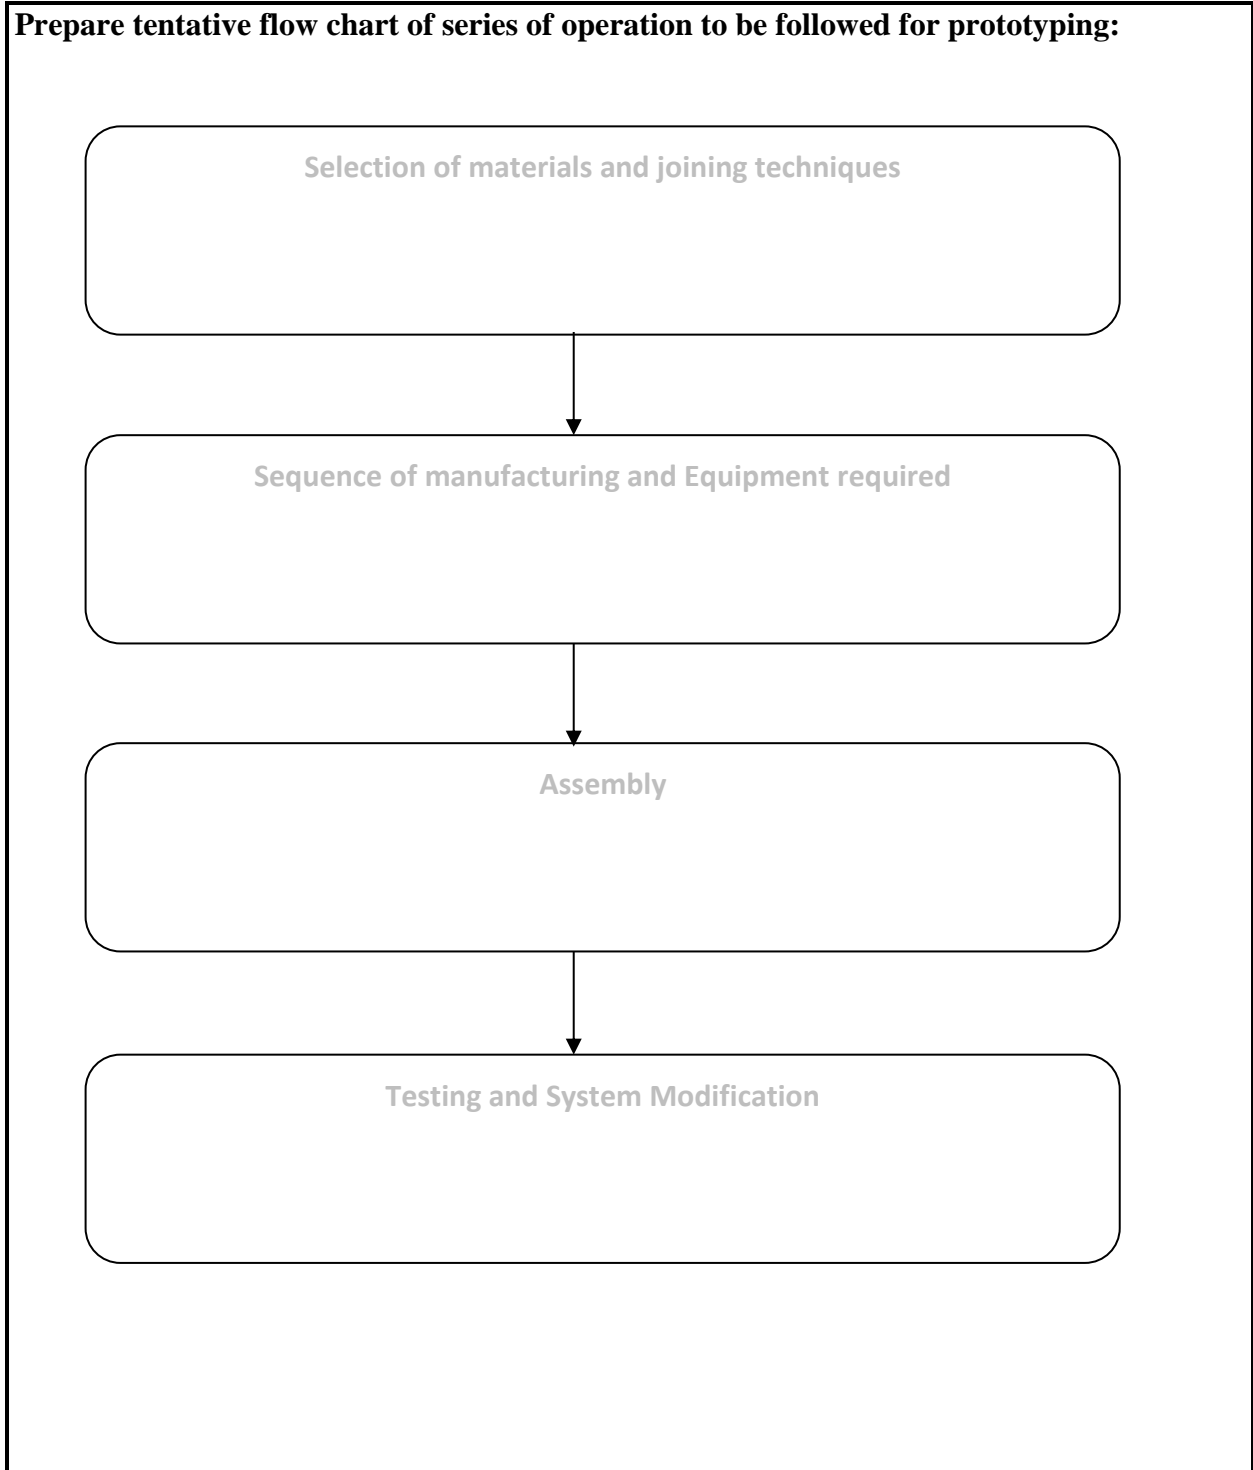 Prepare tentative flow chart of series of operation to be followed for prototyping:
Selection of materials and joining techniques
Sequence of manufacturing and Equipment required
Assembly
Testing and System Modification